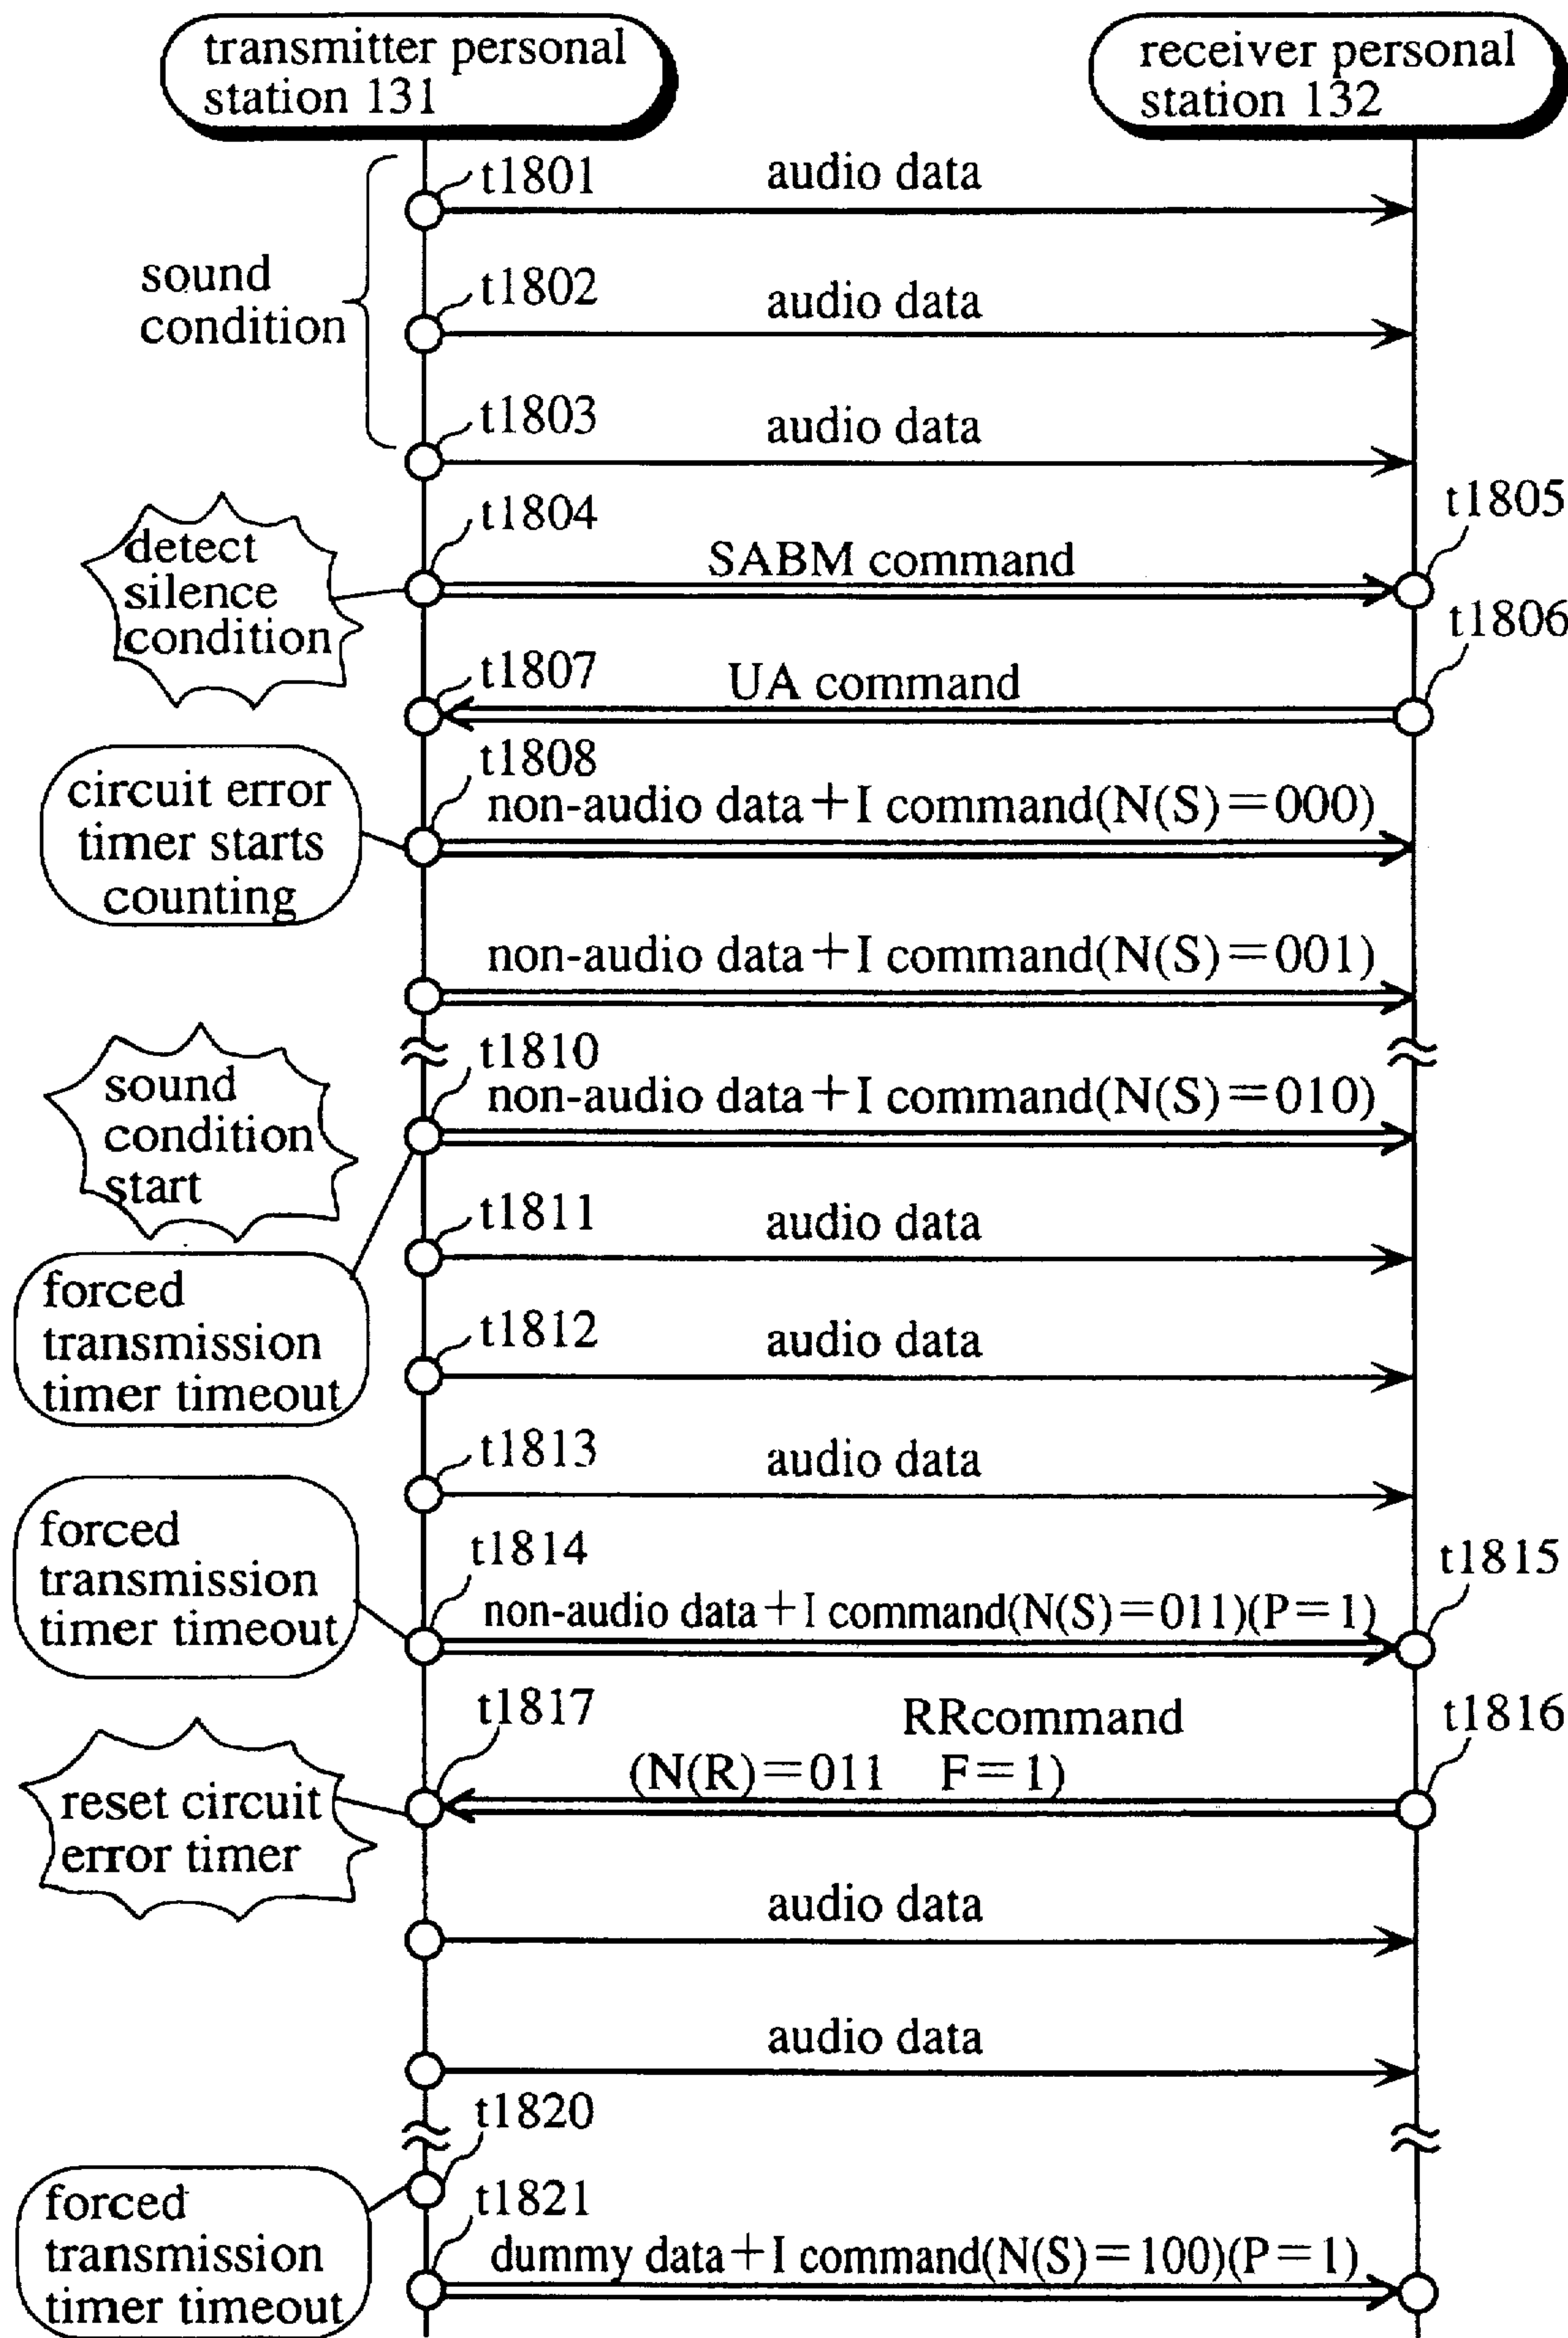 transmitter personal
station 131
receiver personal
station 132
t1801
audio data
sound
condition
t1802
audio data
t1803
audio data
t1804
t1805
detect
silence
condition
SABM command
t1806
t1807
UA command
t1808
circuit error
timer starts
counting
non-audio data+I command(N(S)=000)
non-audio data+I command(N(S)=001)
t1810
sound
condition
start
non-audio data+I command(N(S)=010)
t1811
audio data
forced
transmission
timer timeout
t1812
audio data
t1813
audio data
forced
transmission
timer timeout
t1814
t1815
non-audio data+I command(N(S)=011)(P=1)
t1817
RRcommand
t1816
(N(R)=011 F=1)
reset circuit
error timer
audio data
audio data
t1820
forced
transmission
timer timeout
t1821
dummy data+I command(N(S)=100)(P=1)